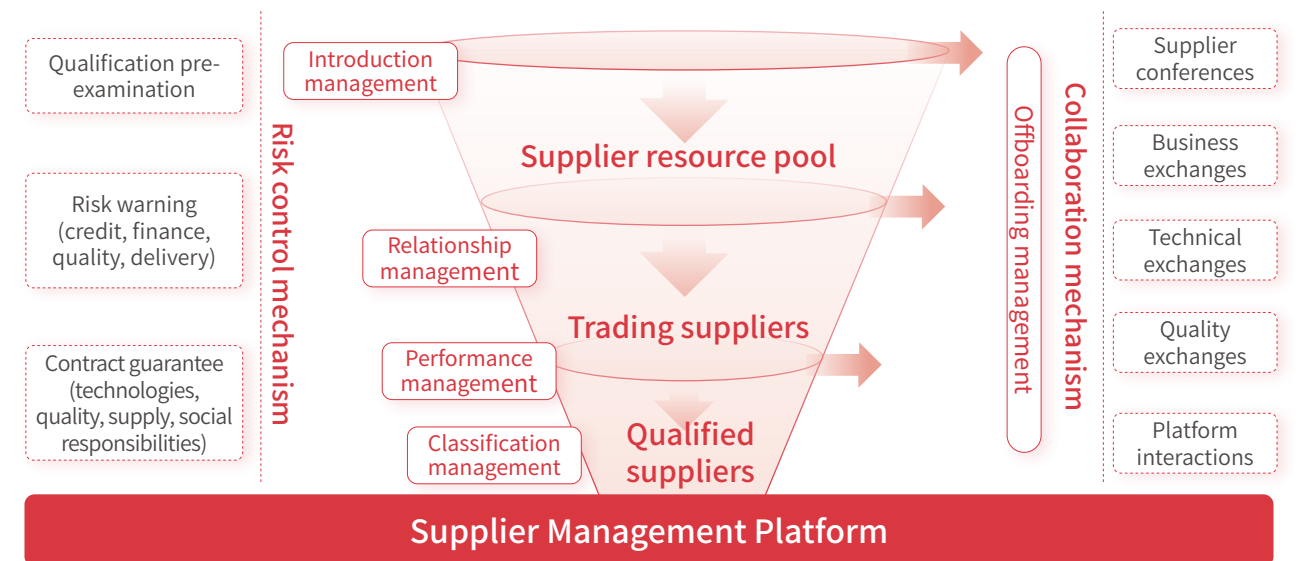 Qualification pre-
examination
Risk warning
(credit, finance,
quality, delivery)
Contract guarantee
(technologies,
quality, supply, social
responsibilities)
Risk control mechanism
Introduction
management
Supplier resource pool
Relationship
management
Trading suppliers
Performance
management
Classification
management
Qualified
suppliers
Offboarding management
Collaboration mechanism
Supplier
conferences
Business
exchanges
Technical
exchanges
Quality
exchanges
Platform
interactions
Supplier Management Platform